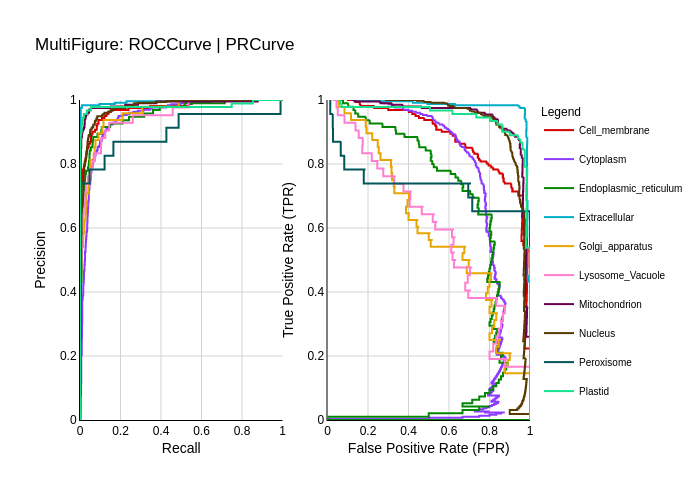 MultiFigure: ROCCurve | PRCurve
Precision
1
0.8
0.6
0.4
0.2
0
0 0.2 0.4 0.6 0.8 1
Recall
True Positive Rate (TPR)
1
0.8
0.6
0.4
0.2
0
0 0.2 0.4 0.6 0.8 1
False Positive Rate (FPR)
Legend
Cell_membrane
Cytoplasm
Endoplasmic_reticulum
Extracellular
Golgi_apparatus
Lysosome_Vacuole
Mitochondrion
Nucleus
Peroxisome
Plastid